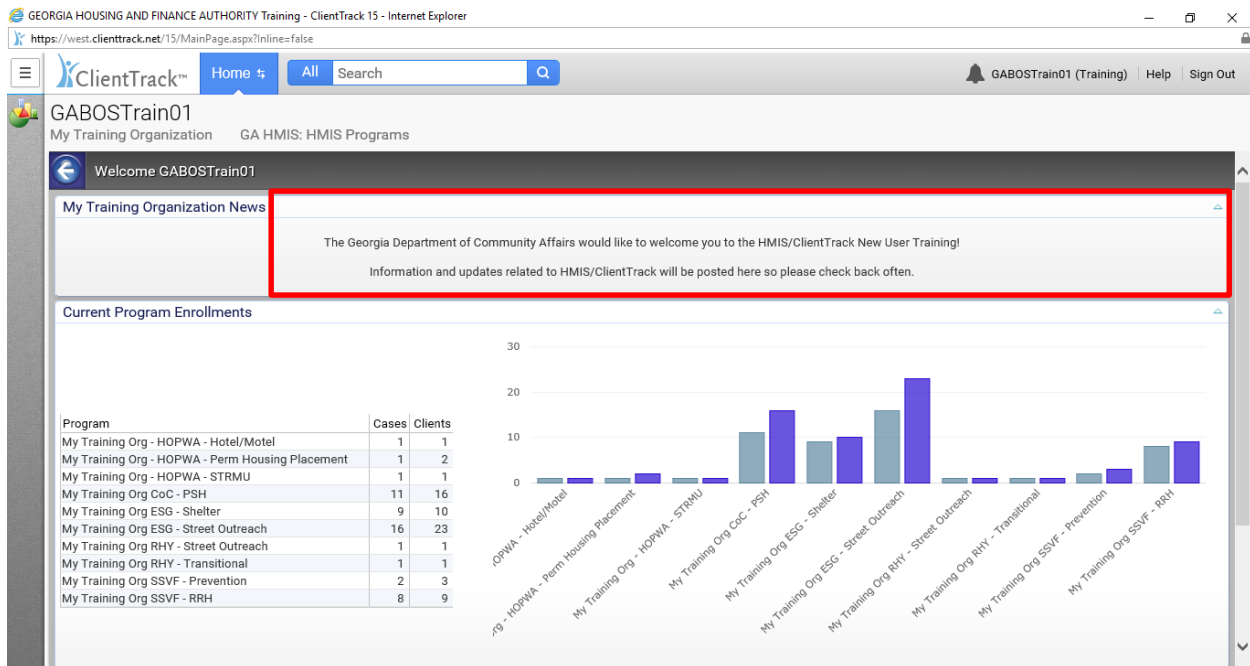 GEORGIA HOUSING AND FINANCE AUTHORITY Training - ClientTrack 15 - Internet Explorer
https://west.clienttrack.net/15/MainPage.aspx?Inline=false
ClientTrack™ Home All Search GABOSTrain01 (Training) Help Sign Out
GABOSTrain01
My Training Organization GA HMIS: HMIS Programs
Welcome GABOSTrain01
My Training Organization News
The Georgia Department of Community Affairs would like to welcome you to the HMIS/ClientTrack New User Training!
Information and updates related to HMIS/ClientTrack will be posted here so please check back often.
Current Program Enrollments
Program Cases Clients
My Training Org - HOPWA - Hotel/Motel 1 1
My Training Org - HOPWA - Perm Housing Placement 1 2
My Training Org - HOPWA - STRMU 1 1
My Training Org CoC - PSH 11 16
My Training Org ESG - Shelter 9 10
My Training Org ESG - Street Outreach 16 23
My Training Org RHY - Street Outreach 1 1
My Training Org RHY - Transitional 1 1
My Training Org SSVF - Prevention 2 3
My Training Org SSVF - RRH 8 9
30
20
10
0
OPWA - Hotel/Motel
rg - HOPWA - Perm Housing Placement
My Training Org - HOPWA - STRMU
My Training Org CoC - PSH
My Training Org ESG - Shelter
My Training Org ESG - Street Outreach
My Training Org RHY - Street Outreach
My Training Org RHY - Transitional
My Training Org SSVF - Prevention
My Training Org SSVF - RRH